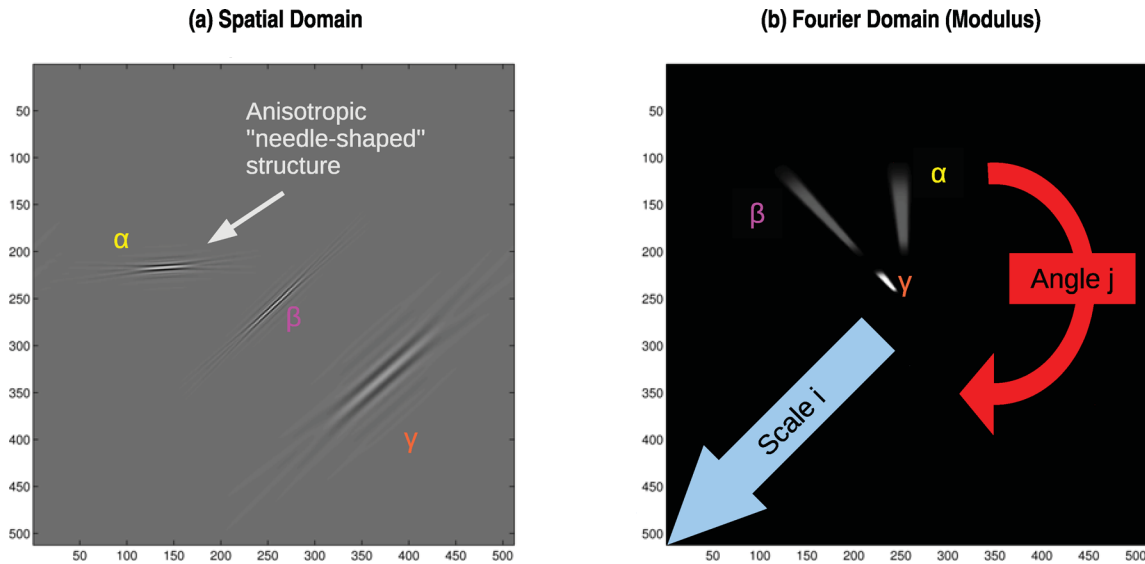 (a) Spatial Domain
(b) Fourier Domain (Modulus)
Anisotropic
"needle-shaped"
structure
α
β
γ
50
100
150
200
250
300
350
400
450
500
50 100 150 200 250 300 350 400 450 500
α
β
γ
Angle j
Scale i
50
100
150
200
250
300
350
400
450
500
50 100 150 200 250 300 350 400 450 500